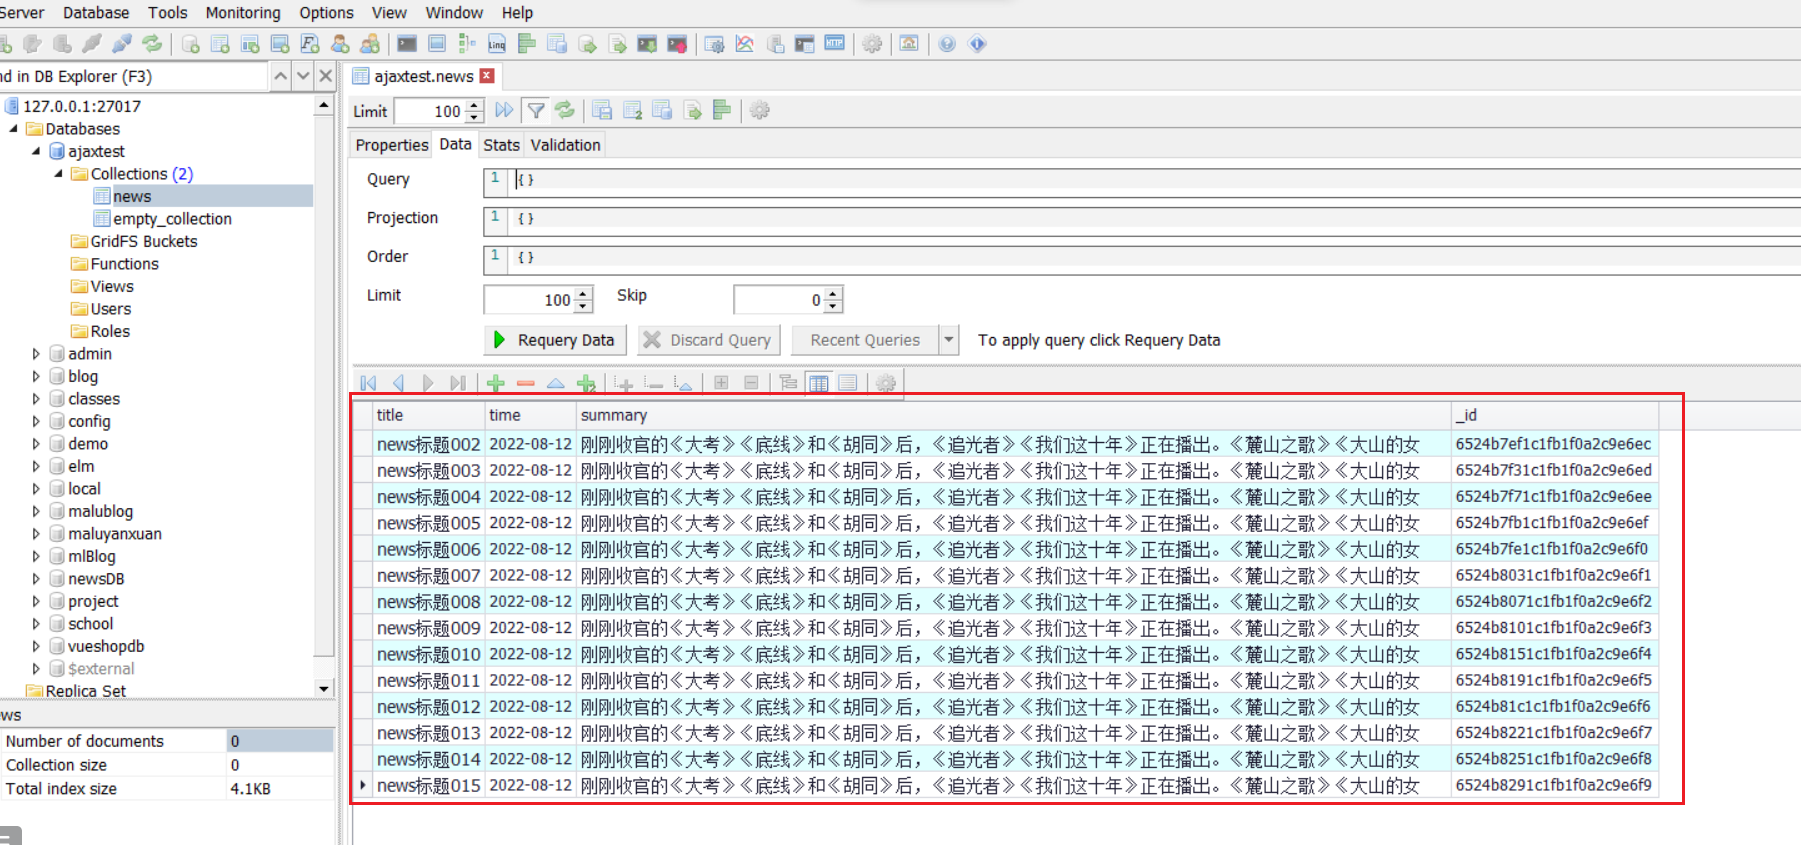 Server Database Tools Monitoring Options View Window Help
nd in DB Explorer (F3)
127.0.0.1:27017
Databases
ajaxtest
Collections (2)
news
empty_collection
GridFS Buckets
Functions
Views
Users
Roles
admin
blog
classes
config
demo
elm
local
malublog
maluyanxuan
mlBlog
newsDB
project
school
vueshopdb
$external
Replica Set
ews
Number of documents 0
Collection size 0
Total index size 4.1KB
ajaxtest.news
Limit 100
Properties Data Stats Validation
Query 1 {}
Projection 1 {}
Order 1 {}
Limit 100 Skip 0
Requery Data Discard Query Recent Queries To apply query click Requery Data
title time summary _id
news标题002 2022-08-12 刚刚收官的《大考》《底线》和《胡同》后，《追光者》《我们这十年》正在播出。《麓山之歌》《大山的女 6524b7ef1c1fb1f0a2c9e6ec
news标题003 2022-08-12 刚刚收官的《大考》《底线》和《胡同》后，《追光者》《我们这十年》正在播出。《麓山之歌》《大山的女 6524b7f31c1fb1f0a2c9e6ed
news标题004 2022-08-12 刚刚收官的《大考》《底线》和《胡同》后，《追光者》《我们这十年》正在播出。《麓山之歌》《大山的女 6524b7f71c1fb1f0a2c9e6ee
news标题005 2022-08-12 刚刚收官的《大考》《底线》和《胡同》后，《追光者》《我们这十年》正在播出。《麓山之歌》《大山的女 6524b7fb1c1fb1f0a2c9e6ef
news标题006 2022-08-12 刚刚收官的《大考》《底线》和《胡同》后，《追光者》《我们这十年》正在播出。《麓山之歌》《大山的女 6524b7fe1c1fb1f0a2c9e6f0
news标题007 2022-08-12 刚刚收官的《大考》《底线》和《胡同》后，《追光者》《我们这十年》正在播出。《麓山之歌》《大山的女 6524b8031c1fb1f0a2c9e6f1
news标题008 2022-08-12 刚刚收官的《大考》《底线》和《胡同》后，《追光者》《我们这十年》正在播出。《麓山之歌》《大山的女 6524b8071c1fb1f0a2c9e6f2
news标题009 2022-08-12 刚刚收官的《大考》《底线》和《胡同》后，《追光者》《我们这十年》正在播出。《麓山之歌》《大山的女 6524b8101c1fb1f0a2c9e6f3
news标题010 2022-08-12 刚刚收官的《大考》《底线》和《胡同》后，《追光者》《我们这十年》正在播出。《麓山之歌》《大山的女 6524b8151c1fb1f0a2c9e6f4
news标题011 2022-08-12 刚刚收官的《大考》《底线》和《胡同》后，《追光者》《我们这十年》正在播出。《麓山之歌》《大山的女 6524b8191c1fb1f0a2c9e6f5
news标题012 2022-08-12 刚刚收官的《大考》《底线》和《胡同》后，《追光者》《我们这十年》正在播出。《麓山之歌》《大山的女 6524b81c1c1fb1f0a2c9e6f6
news标题013 2022-08-12 刚刚收官的《大考》《底线》和《胡同》后，《追光者》《我们这十年》正在播出。《麓山之歌》《大山的女 6524b8221c1fb1f0a2c9e6f7
news标题014 2022-08-12 刚刚收官的《大考》《底线》和《胡同》后，《追光者》《我们这十年》正在播出。《麓山之歌》《大山的女 6524b8251c1fb1f0a2c9e6f8
news标题015 2022-08-12 刚刚收官的《大考》《底线》和《胡同》后，《追光者》《我们这十年》正在播出。《麓山之歌》《大山的女 6524b8291c1fb1f0a2c9e6f9